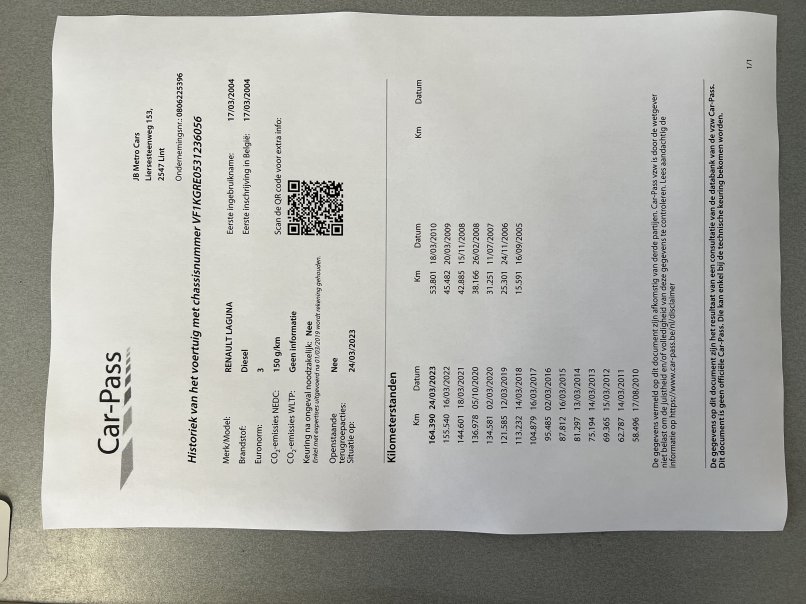 Car-Pass
JB Metro Cars
Liersesteenweg 153,
2547 Lint
Ondernemingsnr.: 0806225396
Historiek van het voertuig met chassisnummer VF1KGRE0531236056
Merk/Model: RENAULT LAGUNA
Brandstof: Diesel
Euronorm: 3
CO2-emissies NEDC: 150 g/km
CO2-emissies WLTP: Geen informatie
Keuring na ongeval noodzakelijk: Nee
Enkel met expertises uitgevoerd na 01/03/2019 wordt rekening gehouden.
Openstaande
terugroepacties: Nee
Situatie op: 24/03/2023
Eerste ingebruikname: 17/03/2004
Eerste inschrijving in België: 17/03/2004
Scan de QR code voor extra info:
Kilometerstanden
Km Datum
164.390 24/03/2023
155.540 16/03/2022
144.601 18/03/2021
136.978 05/10/2020
134.581 02/03/2020
121.585 12/03/2019
113.232 14/03/2018
104.879 16/03/2017
95.485 02/03/2016
87.812 16/03/2015
81.297 13/03/2014
75.194 14/03/2013
69.365 15/03/2012
62.787 14/03/2011
58.496 17/08/2010
Km Datum
53.801 18/03/2010
45.482 20/03/2009
42.885 15/11/2008
38.166 26/02/2008
31.251 11/07/2007
25.301 24/11/2006
15.591 16/09/2005
Km Datum
De gegevens vermeld op dit document zijn afkomstig van derde partijen. Car-Pass vzw is door de wetgever
niet belast om de juistheid en/of volledigheid van deze gegevens te controleren. Lees aandachtig de
informatie op https://www.car-pass.be/nl/disclaimer
De gegevens op dit document zijn het resultaat van een consultatie van de databank van de vzw Car-Pass.
Dit document is geen officiële Car-Pass. Die kan enkel bij de technische keuring bekomen worden.
1/1